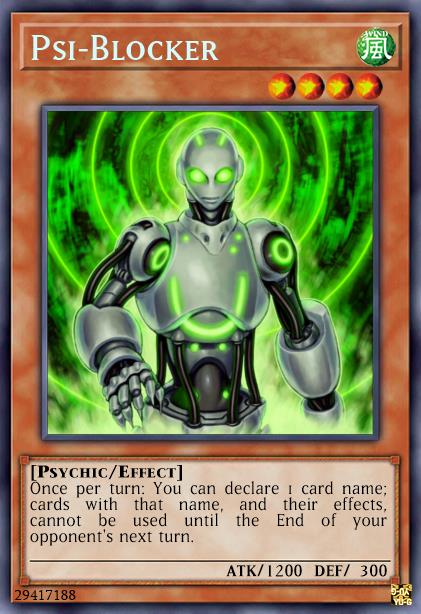 Psi-Blocker
WIND
風
[Psychic/Effect]
Once per turn: You can declare 1 card name;
cards with that name, and their effects,
cannot be used until the End of your
opponent's next turn.
ATK/1200 DEF/ 300
29417188